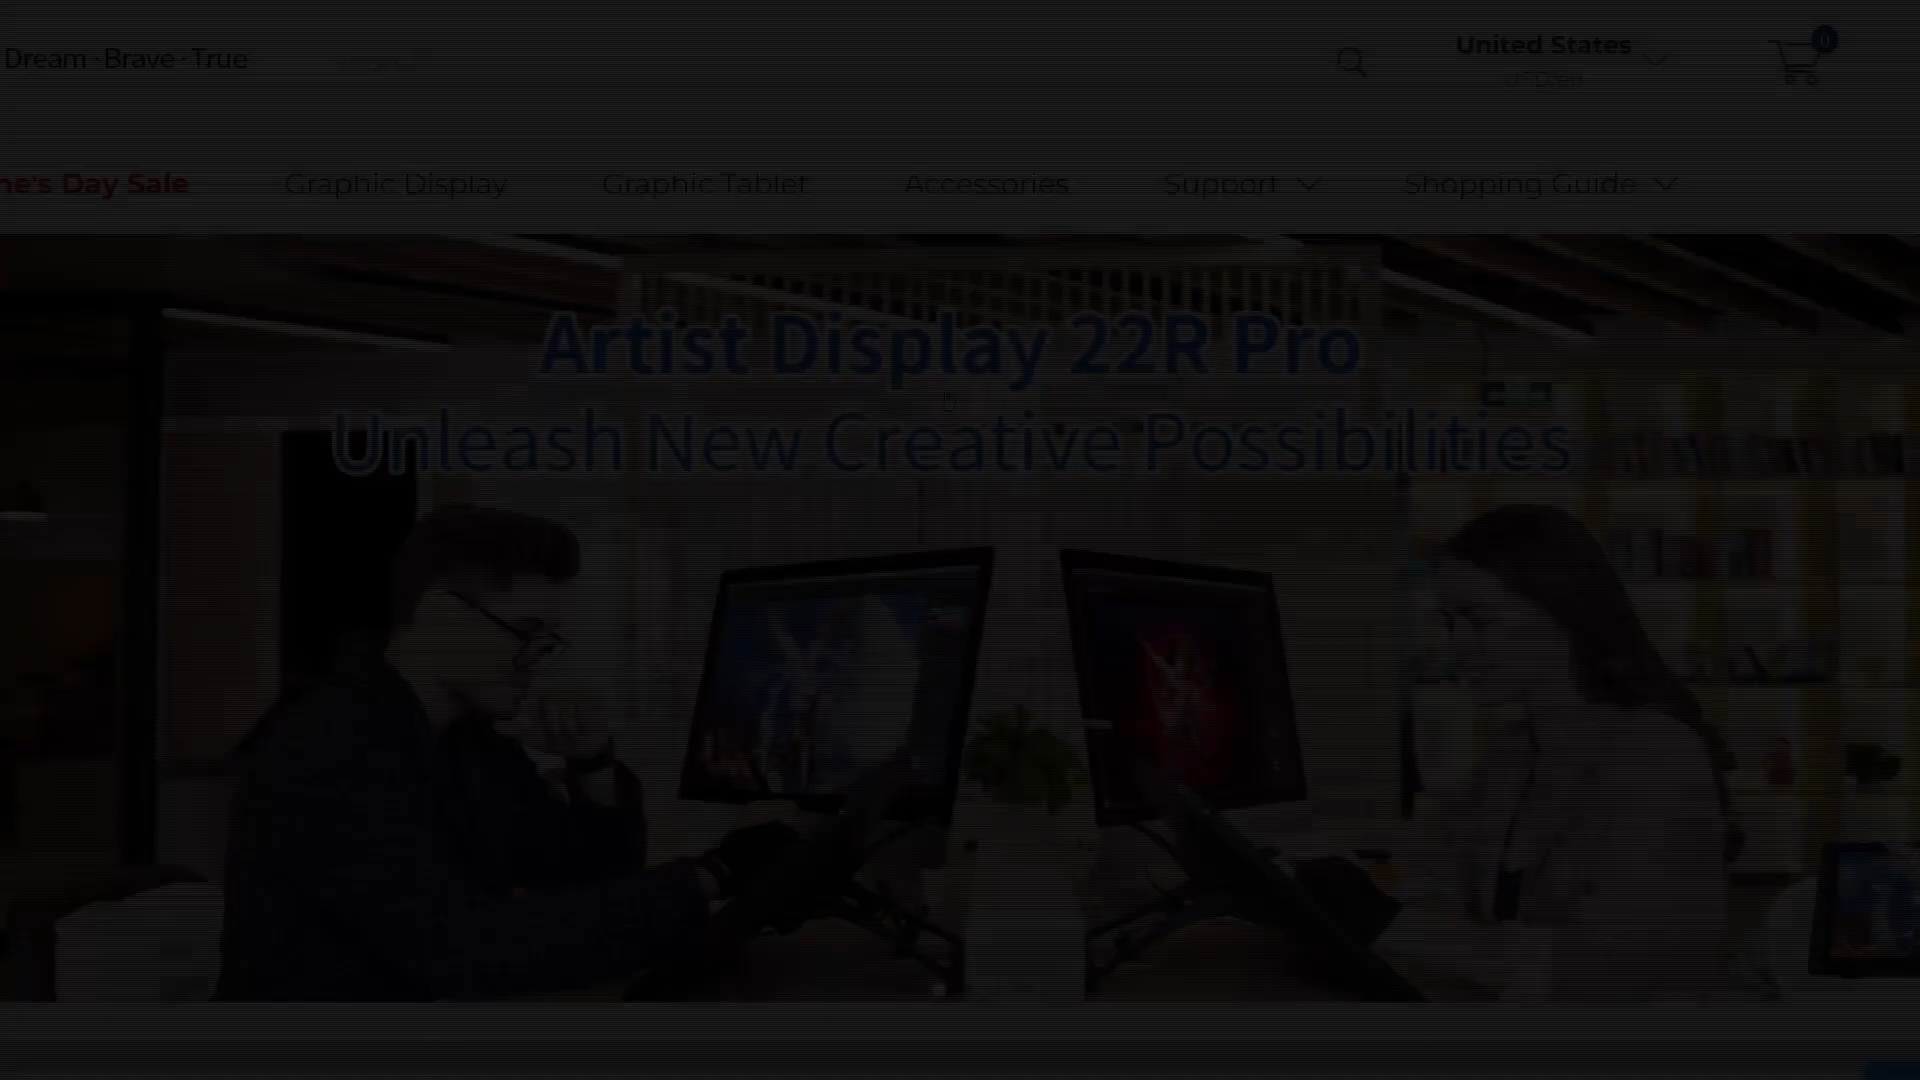 Dream·Brave·True
United States
0
ne's Day Sale
Graphic Display
Graphic Tablet
Accessories
Support
Shopping Guide
Artist Display 22R Pro
Unleash New Creative Possibilities